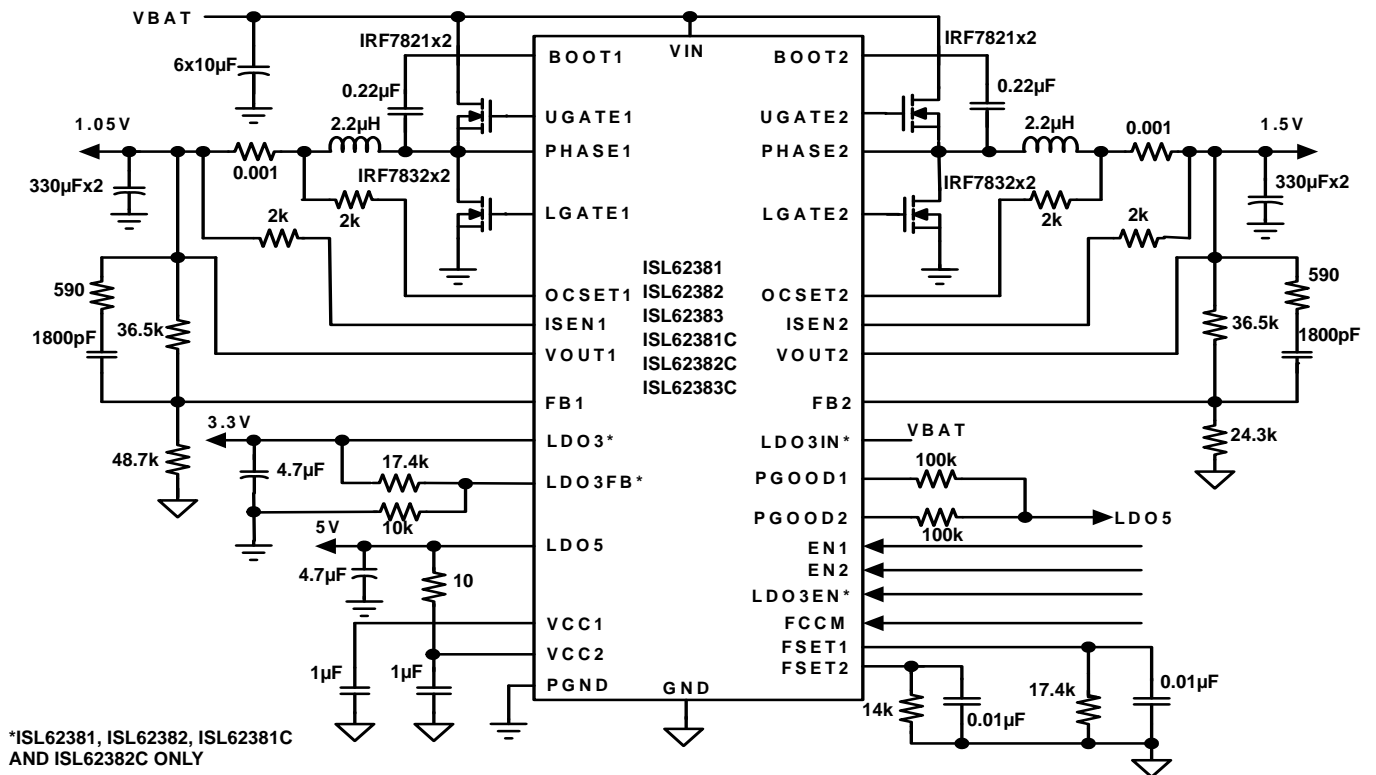 VBAT
6x10µF
IRF7821x2
0.22µF
1.05V
2.2µH
0.001
330µFx2
IRF7832x2
2k
2k
590
1800pF
36.5k
48.7k
3.3V
4.7µF
17.4k
10k
5V
4.7µF
10
1µF
1µF
VIN
BOOT1
UGATE1
PHASE1
LGATE1
OCSET1
ISEN1
VOUT1
FB1
LDO3*
LDO3FB*
LDO5
VCC1
VCC2
PGND
GND
ISL62381
ISL62382
ISL62383
ISL62381C
ISL62382C
ISL62383C
BOOT2
UGATE2
PHASE2
LGATE2
OCSET2
ISEN2
VOUT2
FB2
LDO3IN*
PGOOD1
PGOOD2
EN1
EN2
LDO3EN*
FCCM
FSET1
FSET2
IRF7821x2
0.22µF
2.2µH
0.001
1.5V
IRF7832x2
2k
2k
330µFx2
590
36.5k
1800pF
24.3k
VBAT
100k
100k
LDO5
14k
0.01µF
17.4k
0.01µF
*ISL62381, ISL62382, ISL62381C
AND ISL62382C ONLY